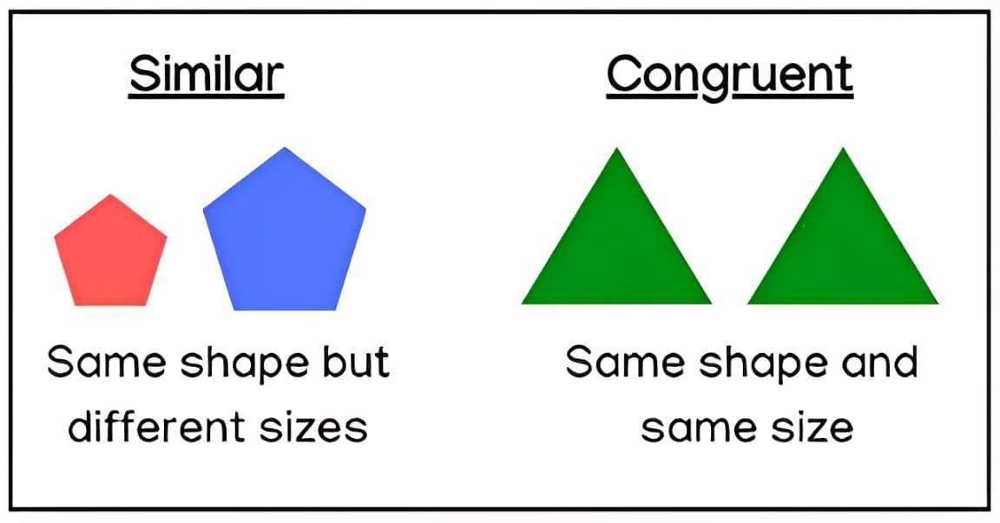 Similar
Congruent
Same shape but
different sizes
Same shape and
same size